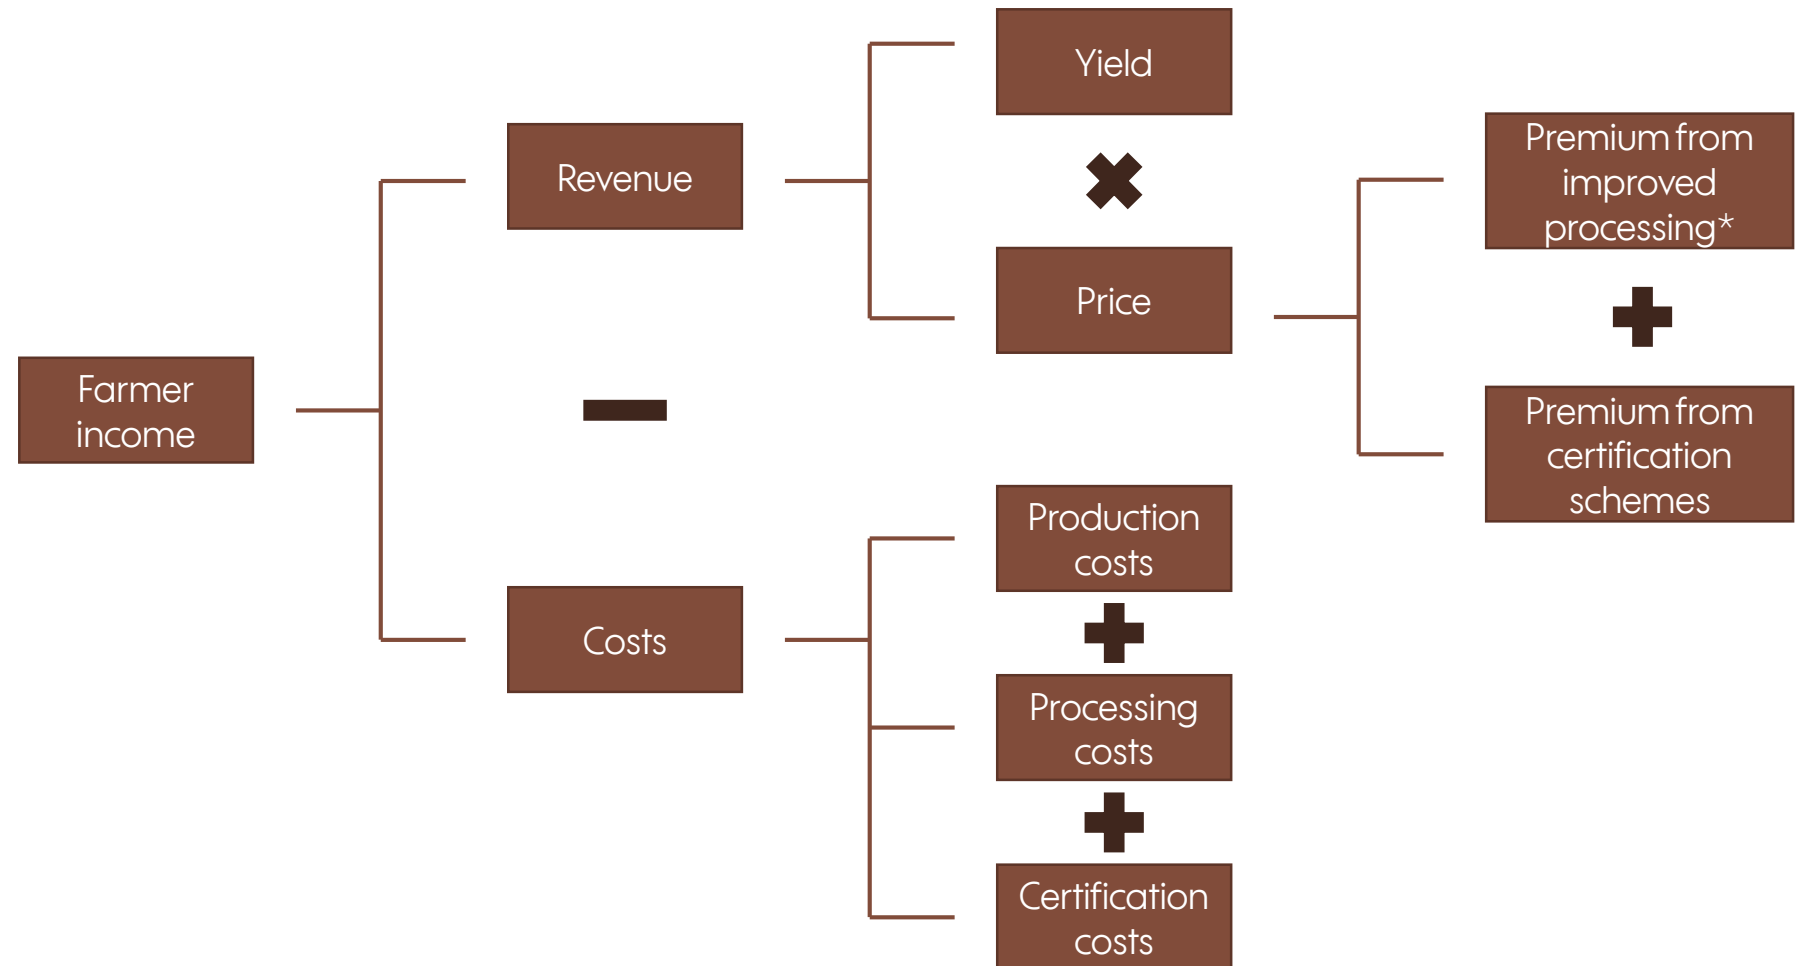 Farmer
income
Revenue
Costs
Yield
Price
Production
costs
Processing
costs
Certification
costs
Premium from
improved
processing*
Premium from
certification
schemes